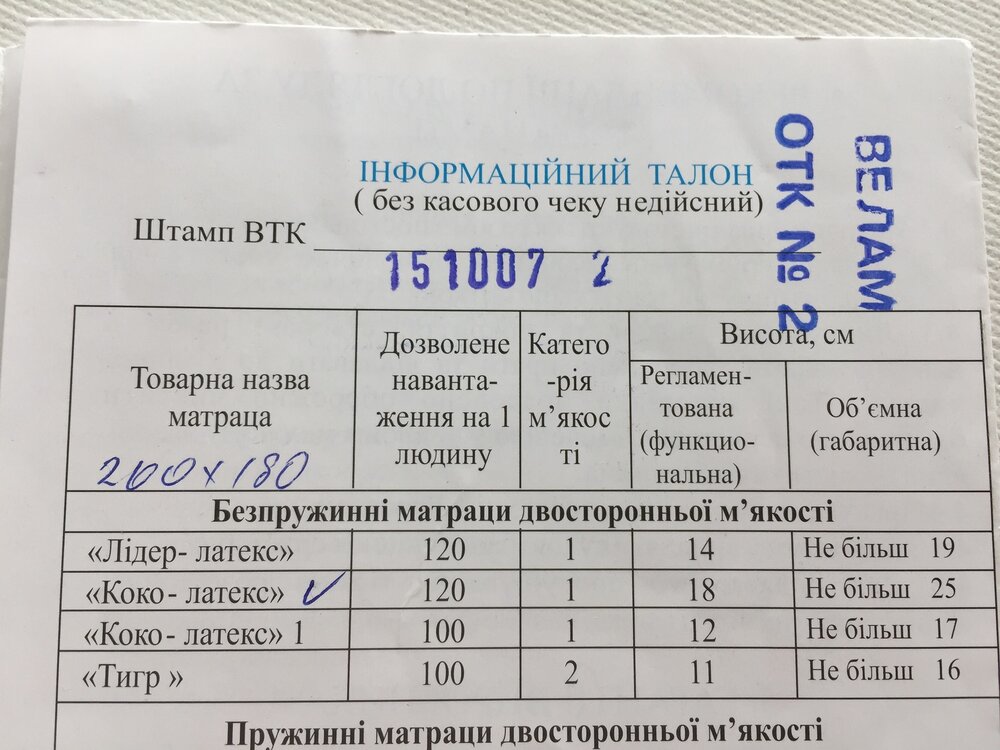 ІНФОРМАЦІЙНИЙ ТАЛОН
( без касового чеку недійсний)
Штамп ВТК
151007 2
ВЕЛАМ
ОТК № 2
Товарна назва
матраца
200х180
Дозволене
наванта-
ження на 1
людину
Катего
-рія
м’якос
ті
Висота, см
Регламен-
тована
(функціо-
нальна)
Об’ємна
(габаритна)
Безпружинні матраци двосторонньої м’якості
«Лідер- латекс» 120 1 14 Не більш 19
«Коко- латекс» ✓ 120 1 18 Не більш 25
«Коко- латекс» 1 100 1 12 Не більш 17
«Тигр » 100 2 11 Не більш 16
Пружинні матраци двосторонньої м’якості